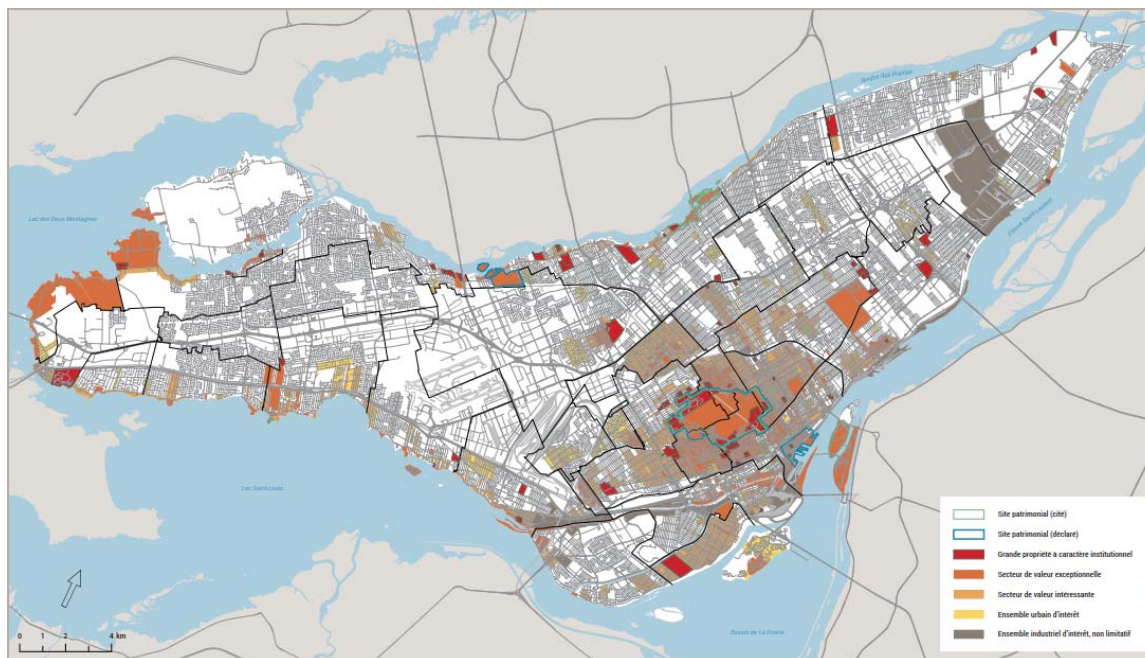 Rivière des Prairies
Lac des Deux Montagnes
Fleuve Saint-Laurent
Lac Saint-Louis
Bassin de La Prairie
Site patrimonial (cité)
Site patrimonial (déclaré)
Grande propriété à caractère institutionnel
Secteur de valeur exceptionnelle
Secteur de valeur intéressante
Ensemble urbain d'intérêt
Ensemble industriel d'intérêt, non limitatif
0 1 2 4 km